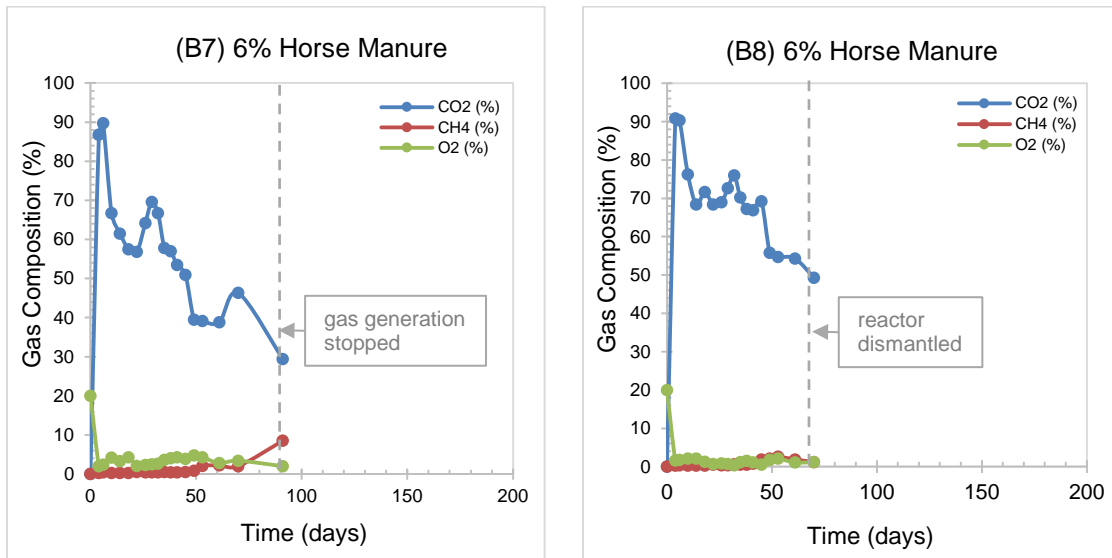 (B7) 6% Horse Manure
100
90
80
70
60
50
40
30
20
10
0
Gas Composition (%)
CO2 (%)
CH4 (%)
O2 (%)
gas generation
stopped
0
50
100
150
200
Time (days)
(B8) 6% Horse Manure
100
90
80
70
60
50
40
30
20
10
0
Gas Composition (%)
CO2 (%)
CH4 (%)
O2 (%)
reactor
dismantled
0
50
100
150
200
Time (days)